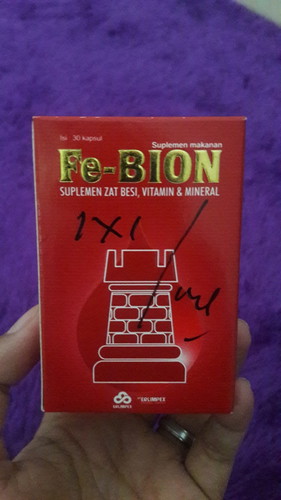 Isi 30 kapsul
Suplemen makanan
Fe-BION
SUPLEMEN ZAT BESI, VITAMIN & MINERAL
1X1